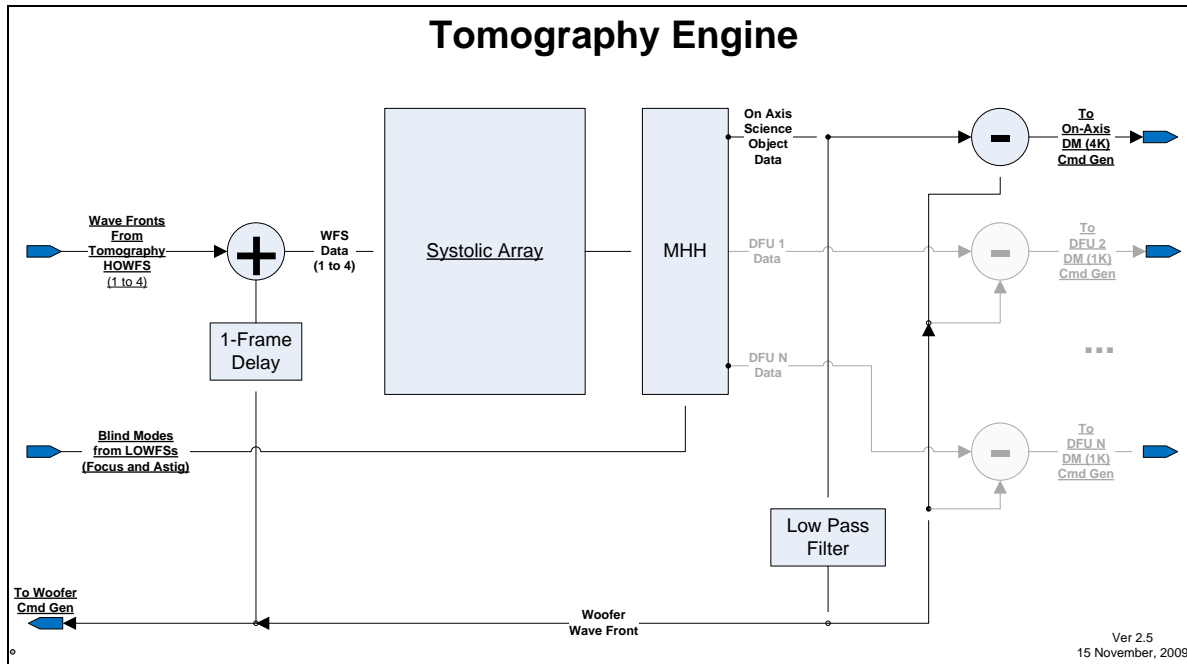 Tomography Engine
On Axis
Science
Object
Data
To
On-Axis
DM (4K)
Cmd Gen
Wave Fronts
From
Tomography
HOWFS
(1 to 4)
+
WFS
Data
(1 to 4)
Systolic Array
MHH
-
DFU 1
Data
-
To
DFU 2
DM (1K)
Cmd Gen
1-Frame
Delay
...
DFU N
Data
Blind Modes
from LOWFSs
(Focus and Astig)
-
To
DFU N
DM (1K)
Cmd Gen
Low Pass
Filter
To Woofer
Cmd Gen
Woofer
Wave Front
Ver 2.5
15 November, 2009